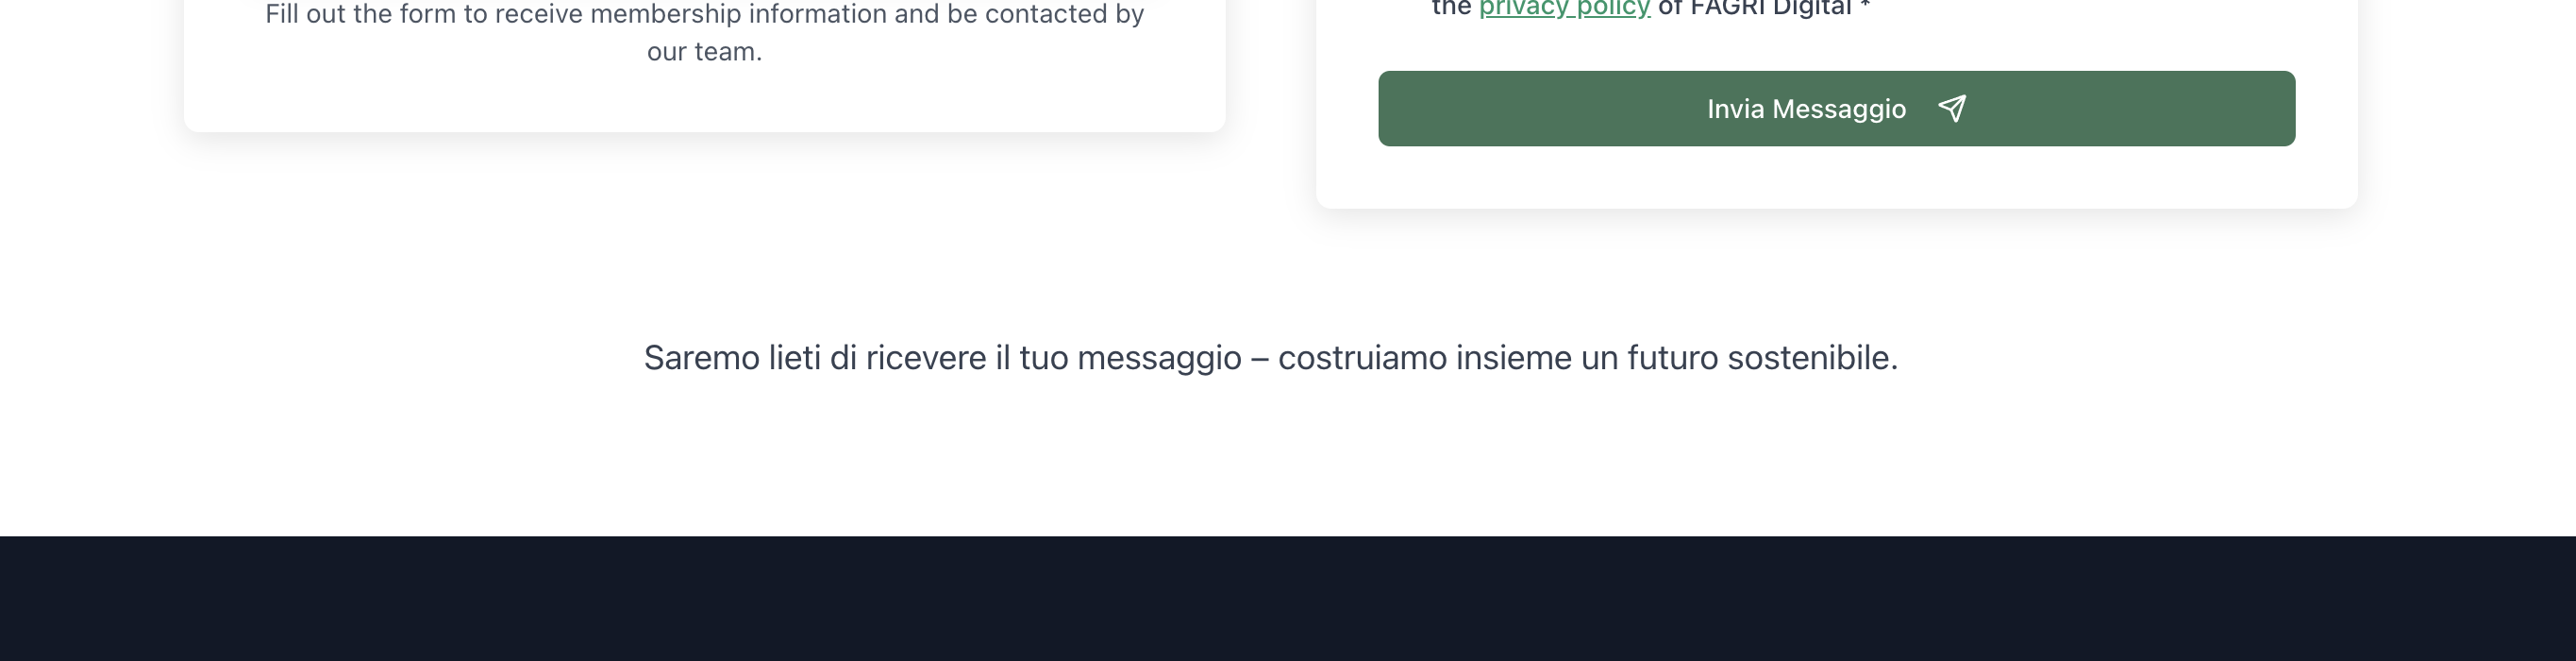 Fill out the form to receive membership information and be contacted by
our team.
the privacy policy of FAGRI Digital *
Invia Messaggio
Saremo lieti di ricevere il tuo messaggio – costruiamo insieme un futuro sostenibile.